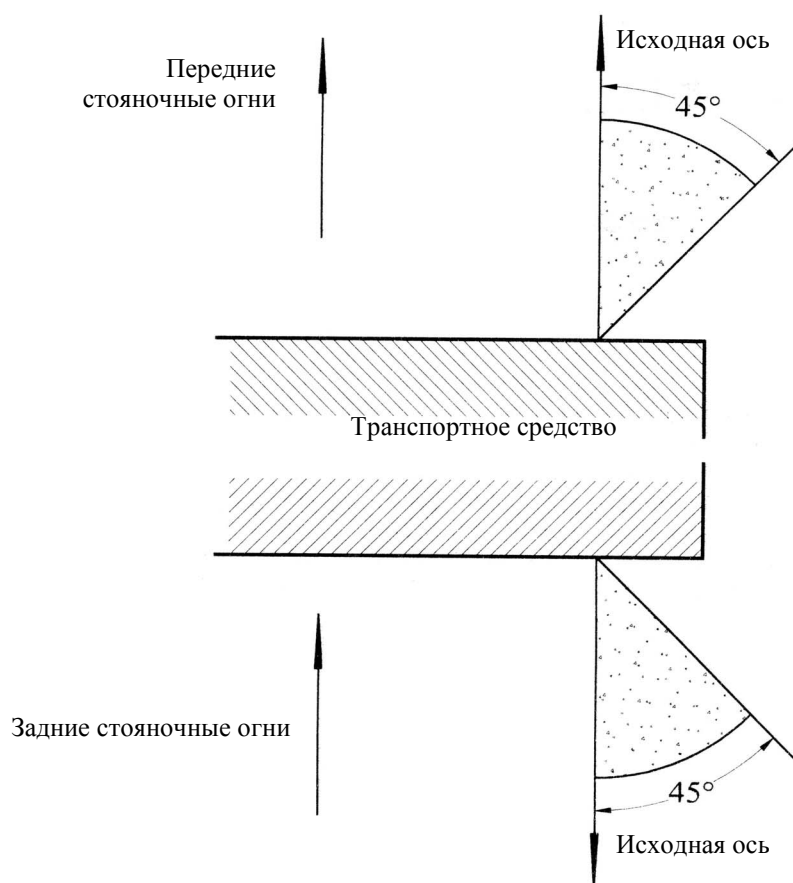 Исходная ось
Передние
стояночные огни
45°
Транспортное средство
Задние стояночные огни
45°
Исходная ось